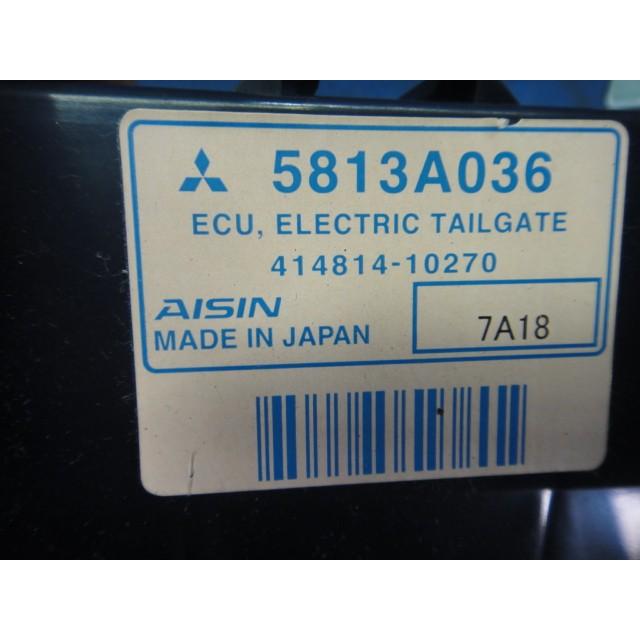 5813A036
ECU, ELECTRIC TAILGATE
414814-10270
AISIN
MADE IN JAPAN
7A18